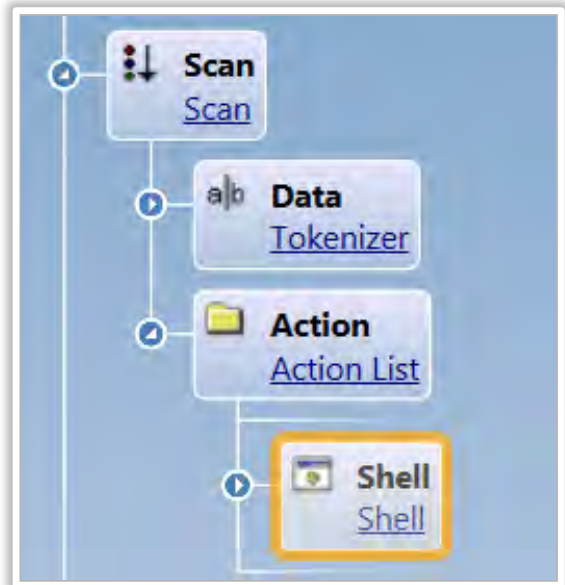 Scan
Scan
a|b Data
Tokenizer
Action
Action List
Shell
Shell